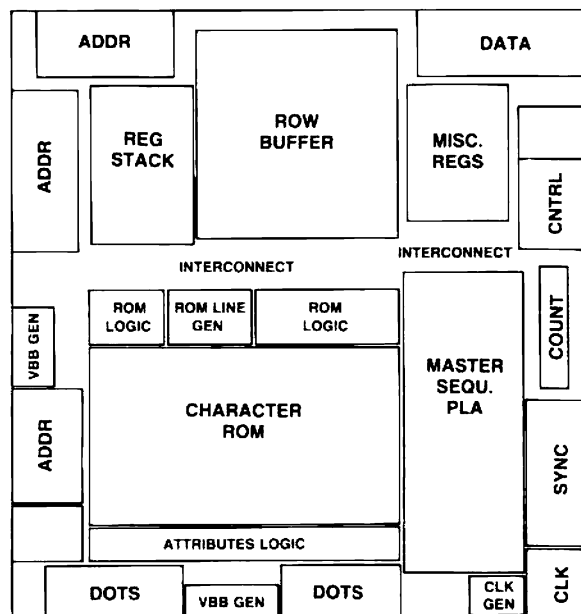 ADDR
DATA
ROW
BUFFER
REG
STACK
MISC.
REGS
ADDR
CNTRL
INTERCONNECT
INTERCONNECT
ROM
LOGIC
ROM LINE
GEN
ROM
LOGIC
VBB GEN
COUNT
MASTER
SEQU.
PLA
CHARACTER
ROM
ADDR
SYNC
ATTRIBUTES LOGIC
DOTS
VBB GEN
DOTS
CLK
GEN
CLK